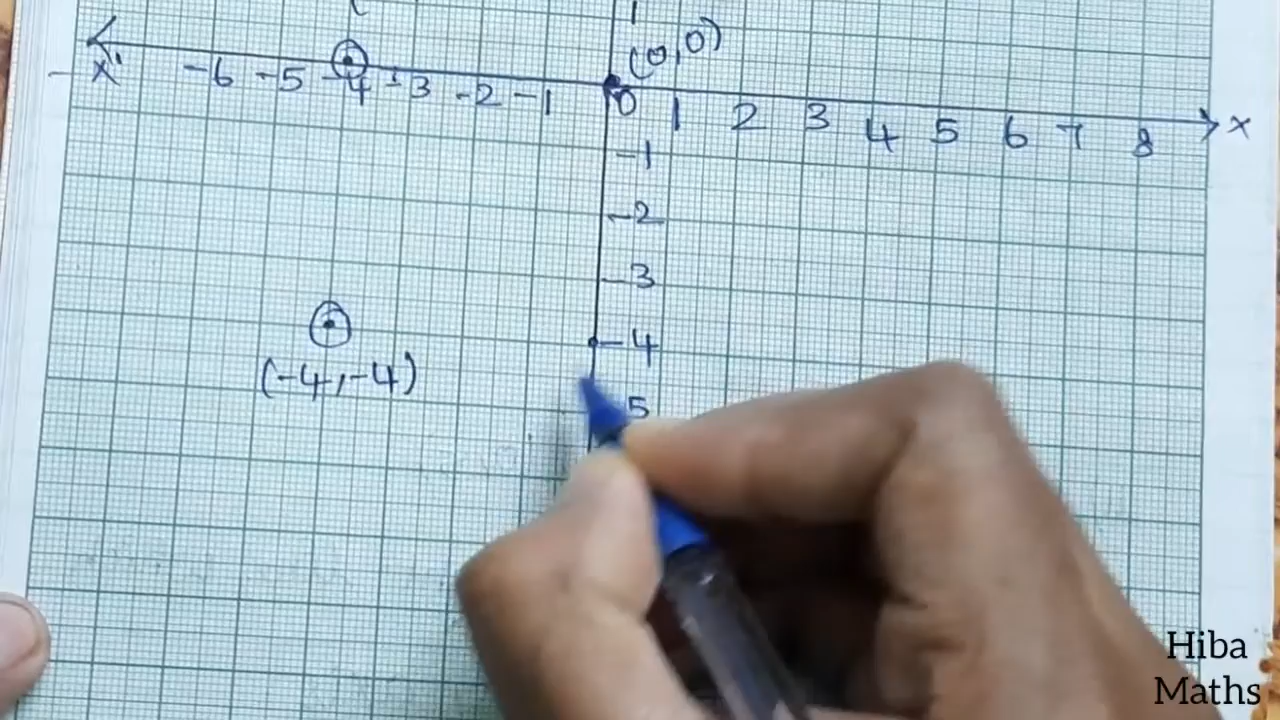 (0,0)
x' -6 -5 -4 -3 -2 -1 0 1 2 3 4 5 6 7 8 x
-1
-2
-3
-4
(-4,-4)
5
Hiba
Maths